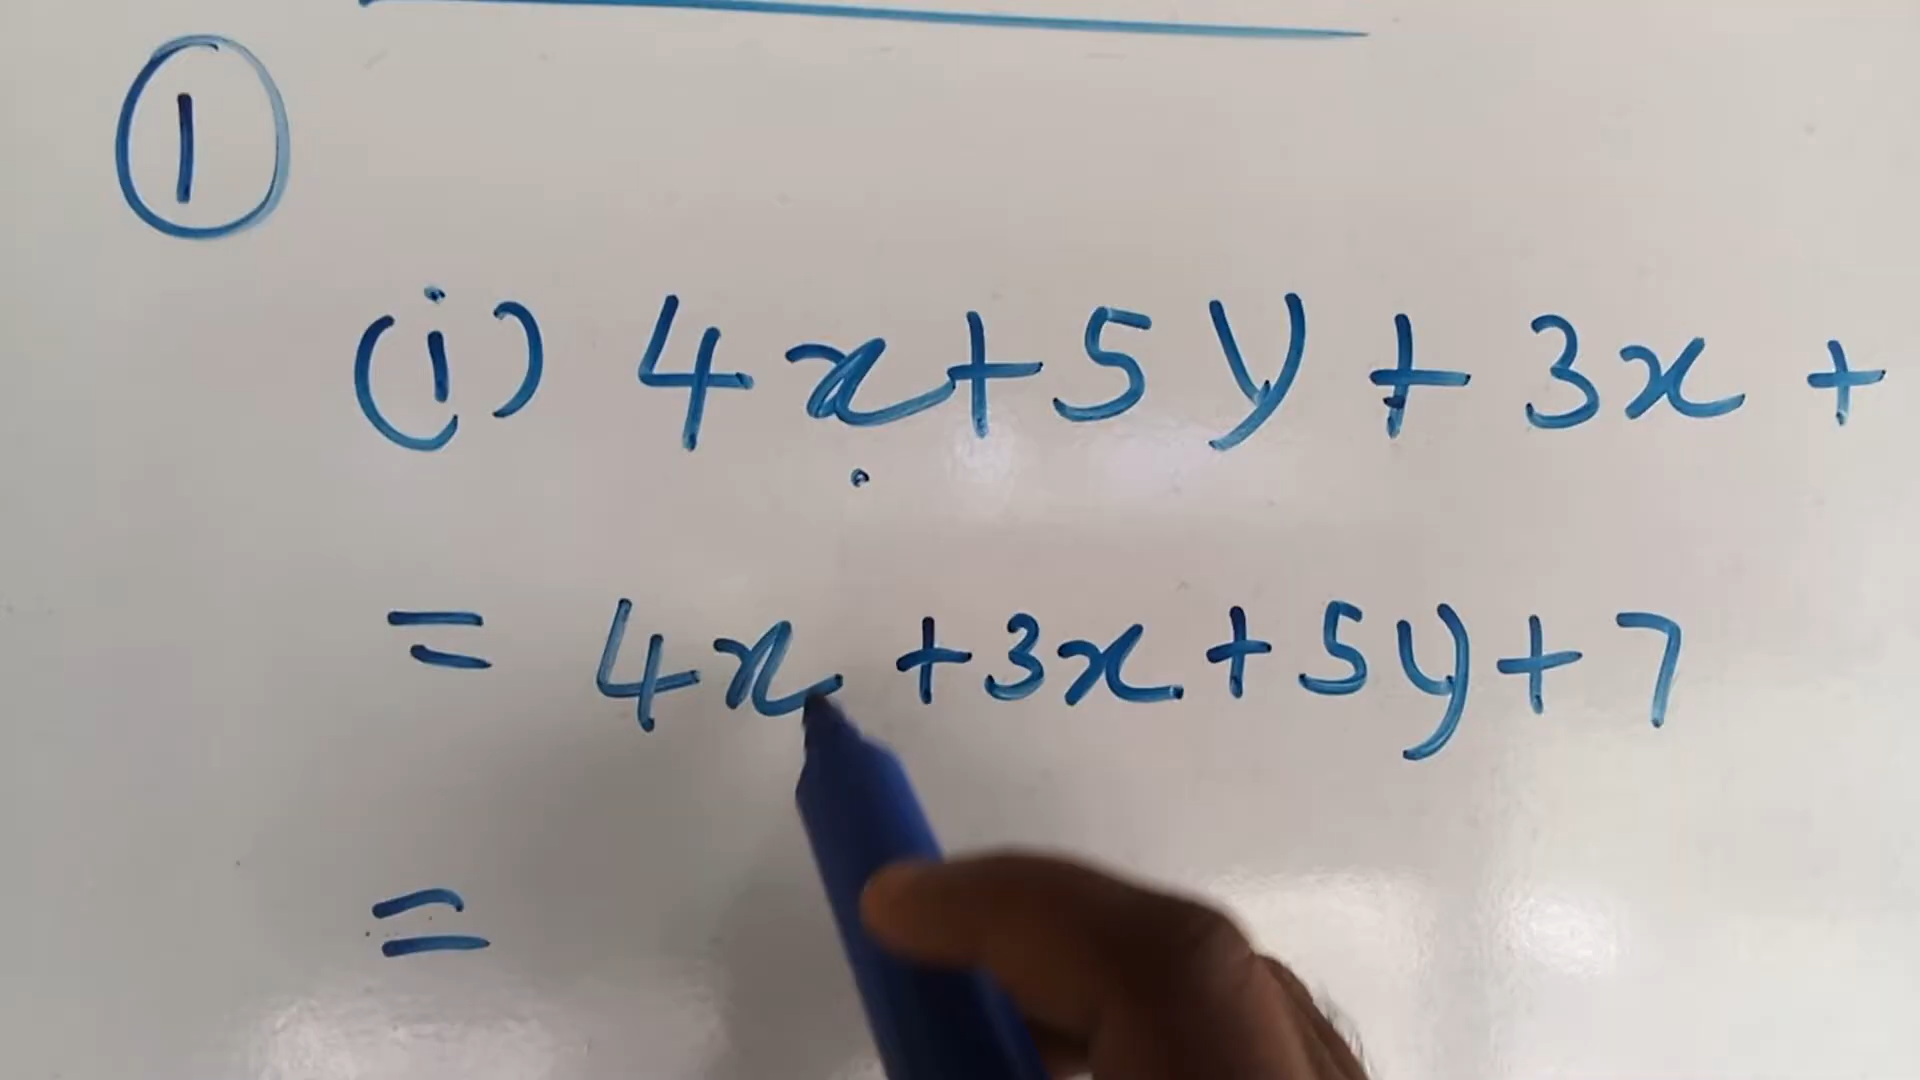 ①
(i) 4x+5y+3x+
= 4x+3x+5y+7
=